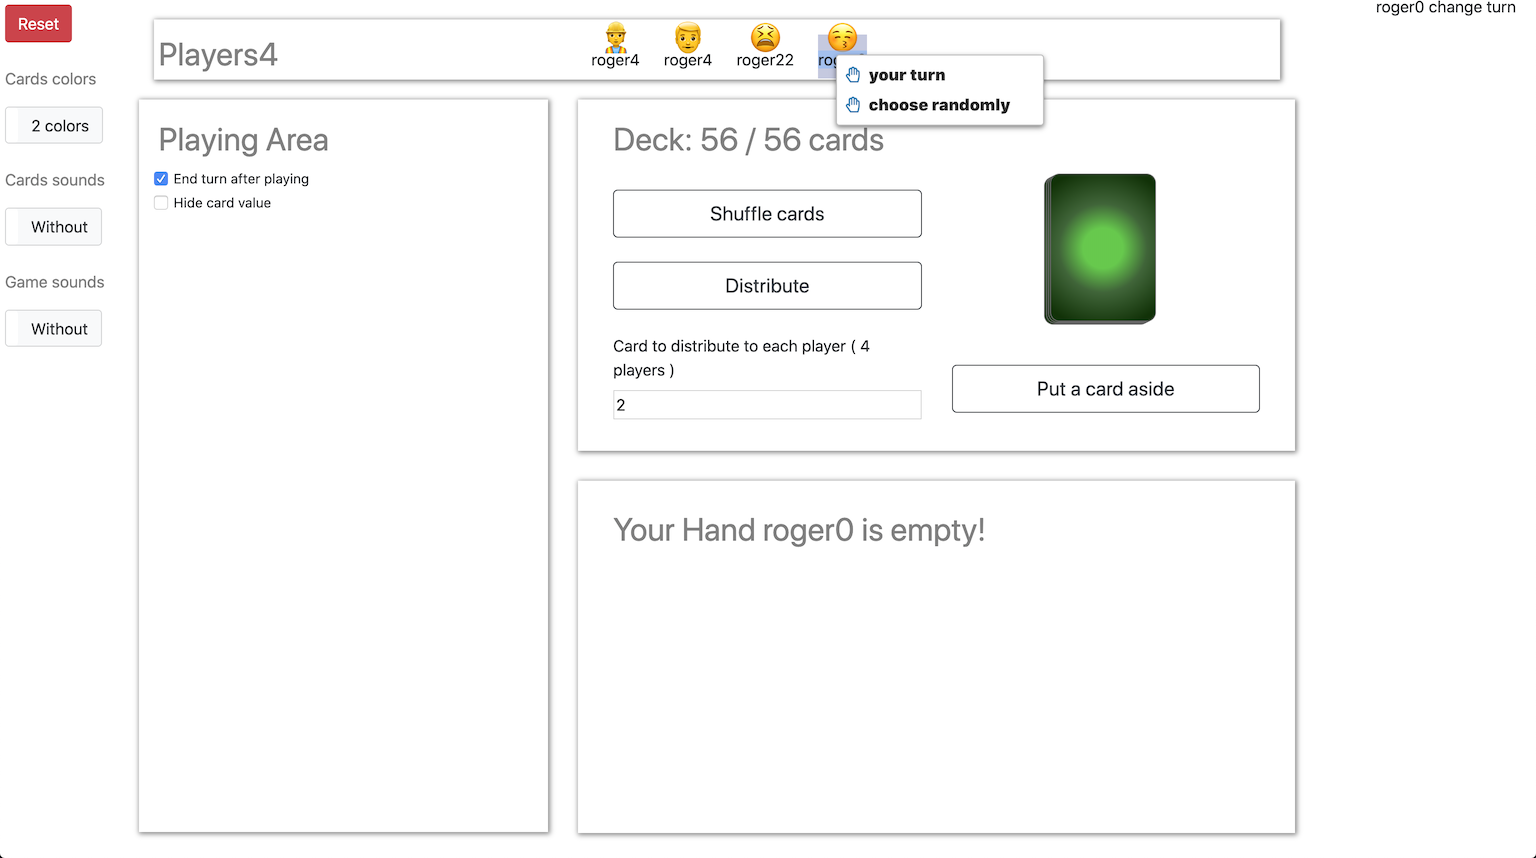 Reset
Cards colors
2 colors
Cards sounds
Without
Game sounds
Without
Players4
roger4
roger4
roger22
your turn
choose randomly
roger0 change turn
Playing Area
End turn after playing
Hide card value
Deck: 56 / 56 cards
Shuffle cards
Distribute
Card to distribute to each player ( 4
players )
2
Put a card aside
Your Hand roger0 is empty!